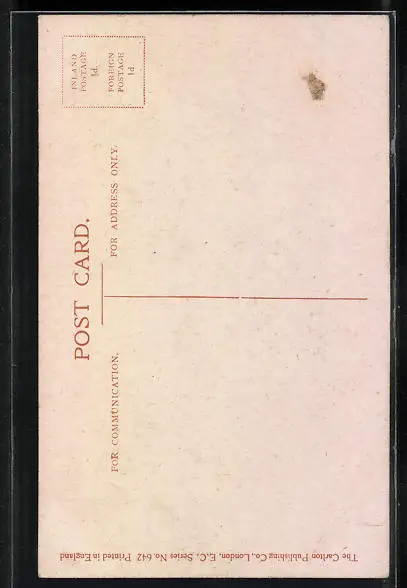 POST CARD.
FOR COMMUNICATION.
FOR ADDRESS ONLY.
INLAND
POSTAGE
½d.
FOREIGN
POSTAGE
1d.
The Carlton Publishing Co., London, E.C. Series No. 642 Printed in England